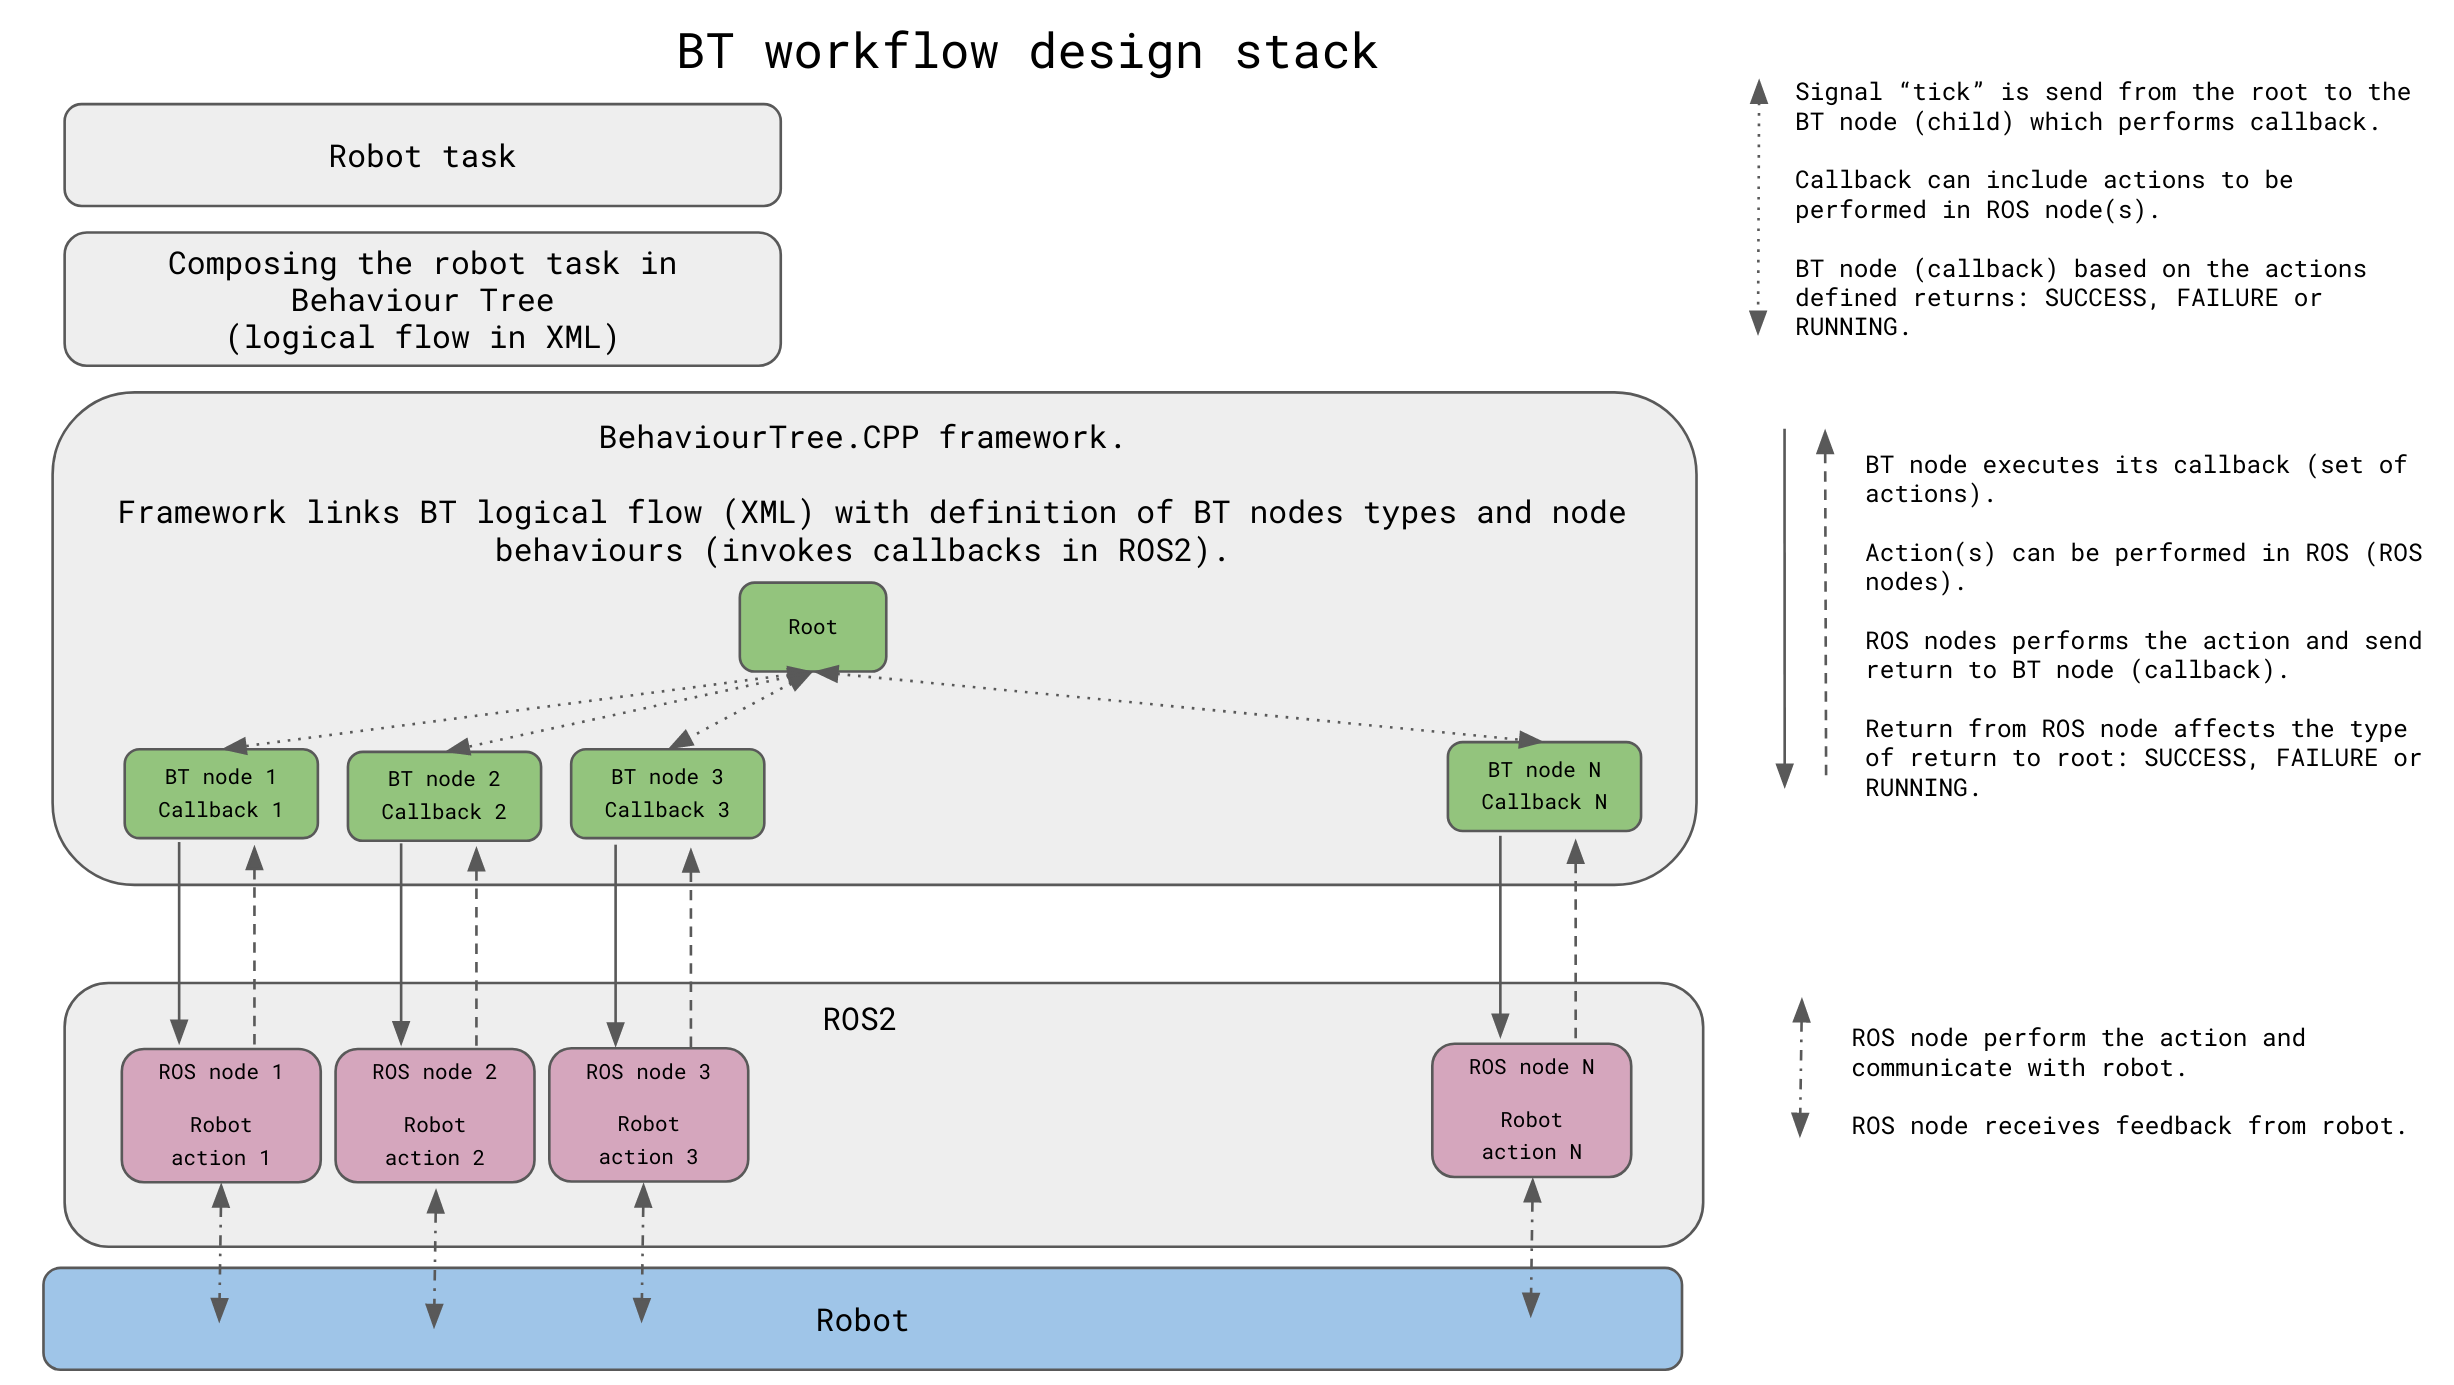 BT workflow design stack
Robot task
Composing the robot task in
Behaviour Tree
(logical flow in XML)
BehaviourTree.CPP framework.
Framework links BT logical flow (XML) with definition of BT nodes types and node
behaviours (invokes callbacks in ROS2).
Root
BT node 1
Callback 1
BT node 2
Callback 2
BT node 3
Callback 3
BT node N
Callback N
ROS2
ROS node 1
Robot
action 1
ROS node 2
Robot
action 2
ROS node 3
Robot
action 3
ROS node N
Robot
action N
Robot
Signal “tick” is send from the root to the
BT node (child) which performs callback.
Callback can include actions to be
performed in ROS node(s).
BT node (callback) based on the actions
defined returns: SUCCESS, FAILURE or
RUNNING.
BT node executes its callback (set of
actions).
Action(s) can be performed in ROS (ROS
nodes).
ROS nodes performs the action and send
return to BT node (callback).
Return from ROS node affects the type
of return to root: SUCCESS, FAILURE or
RUNNING.
ROS node perform the action and
communicate with robot.
ROS node receives feedback from robot.